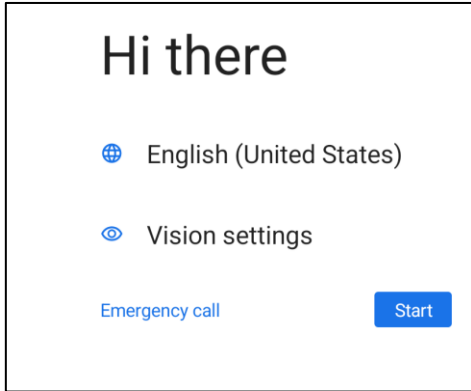 Hi there
English (United States)
Vision settings
Emergency call
Start